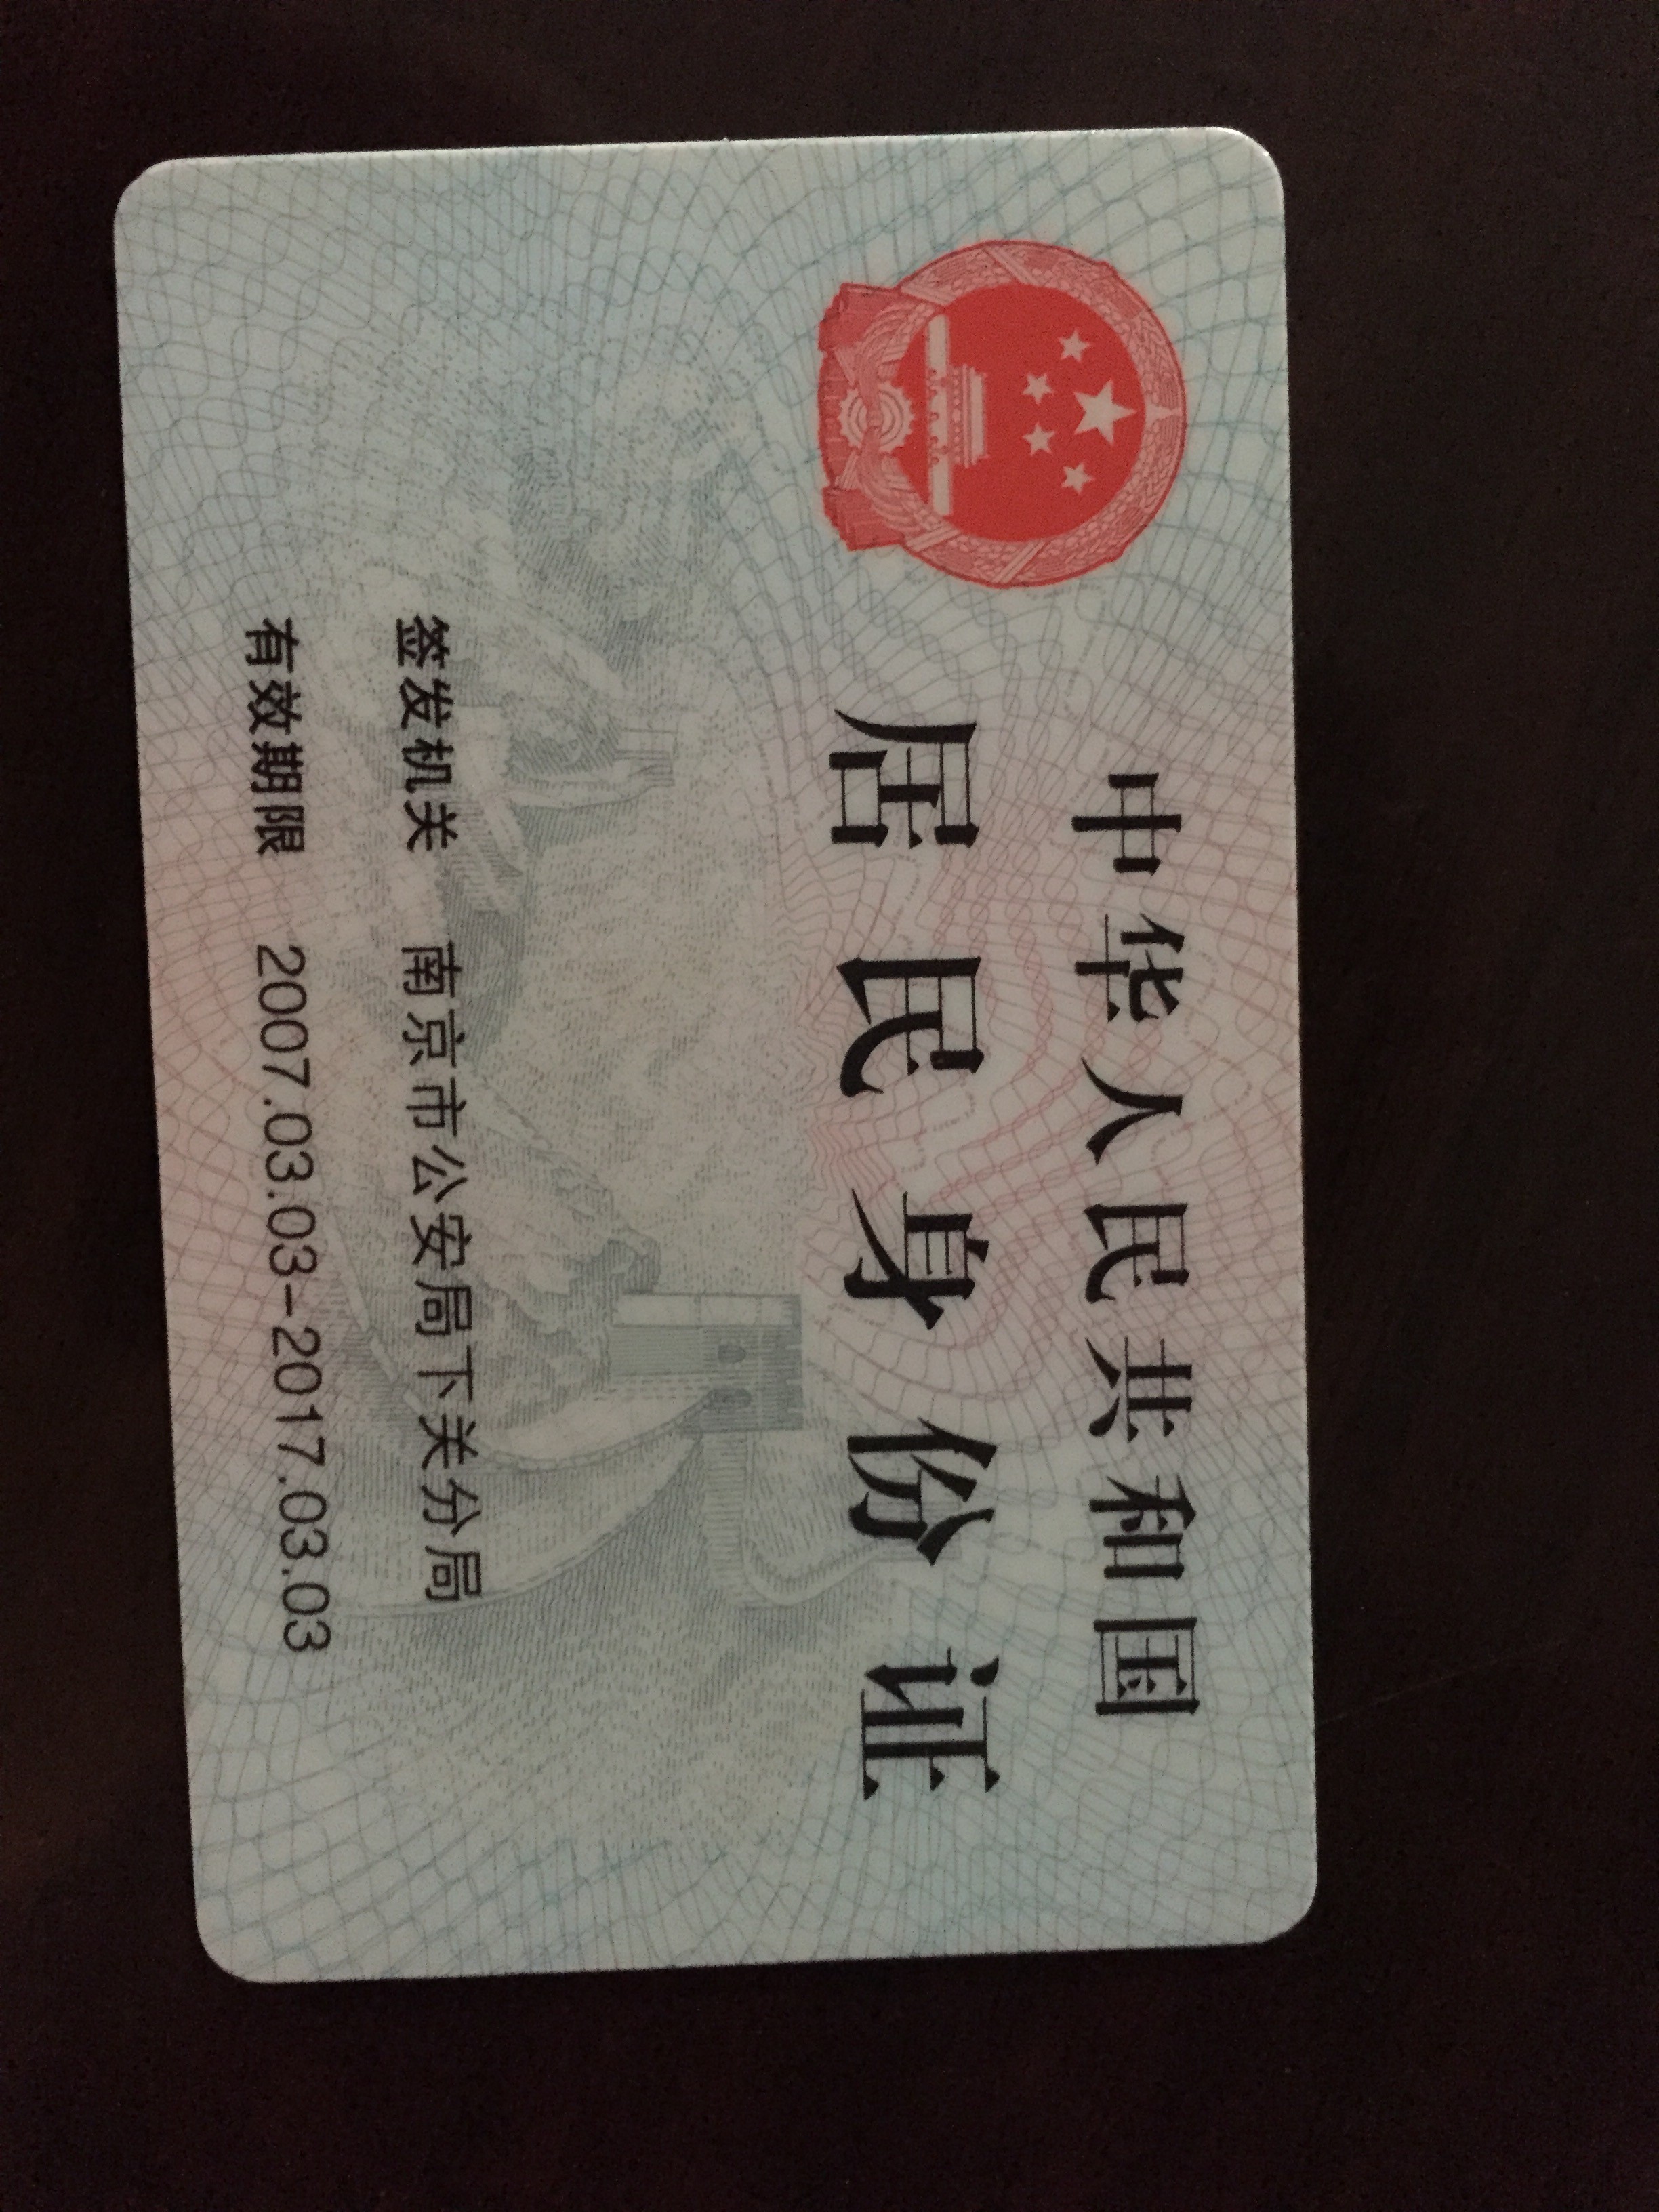 中华人民共和国
居民身份证
签发机关 南京市公安局下关分局
有效期限 2007.03.03-2017.03.03